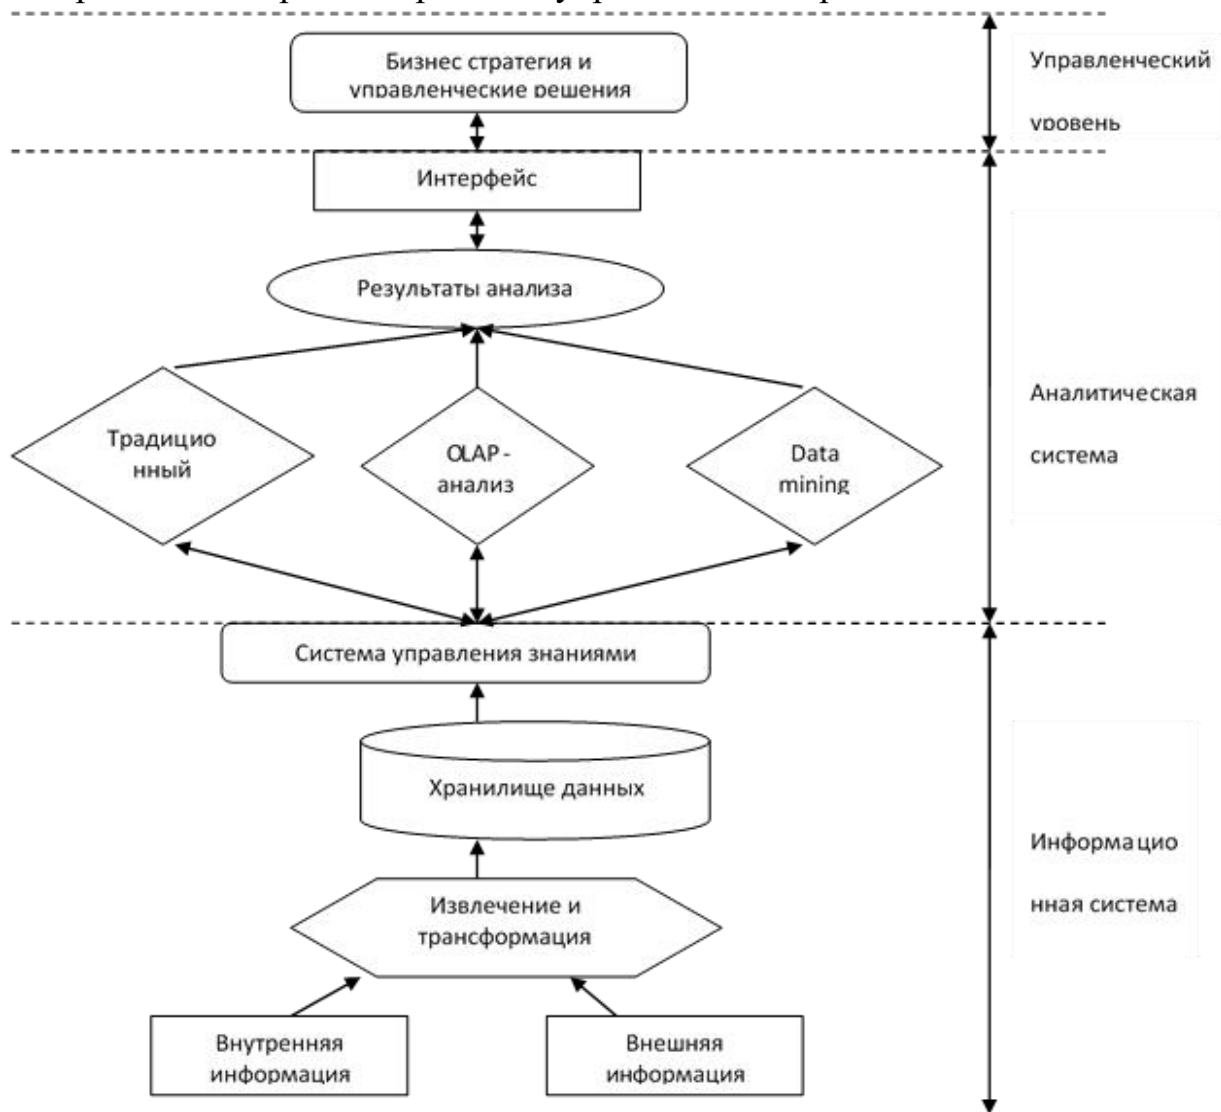 Бизнес стратегия и
управленческие решения
Управленческий
уровень
Интерфейс
Результаты анализа
Традицио
нный
OLAP -
анализ
Data
mining
Аналитическая
система
Система управления знаниями
Хранилище данных
Извлечение и
трансформация
Информацио
нная система
Внутренняя
информация
Внешняя
информация